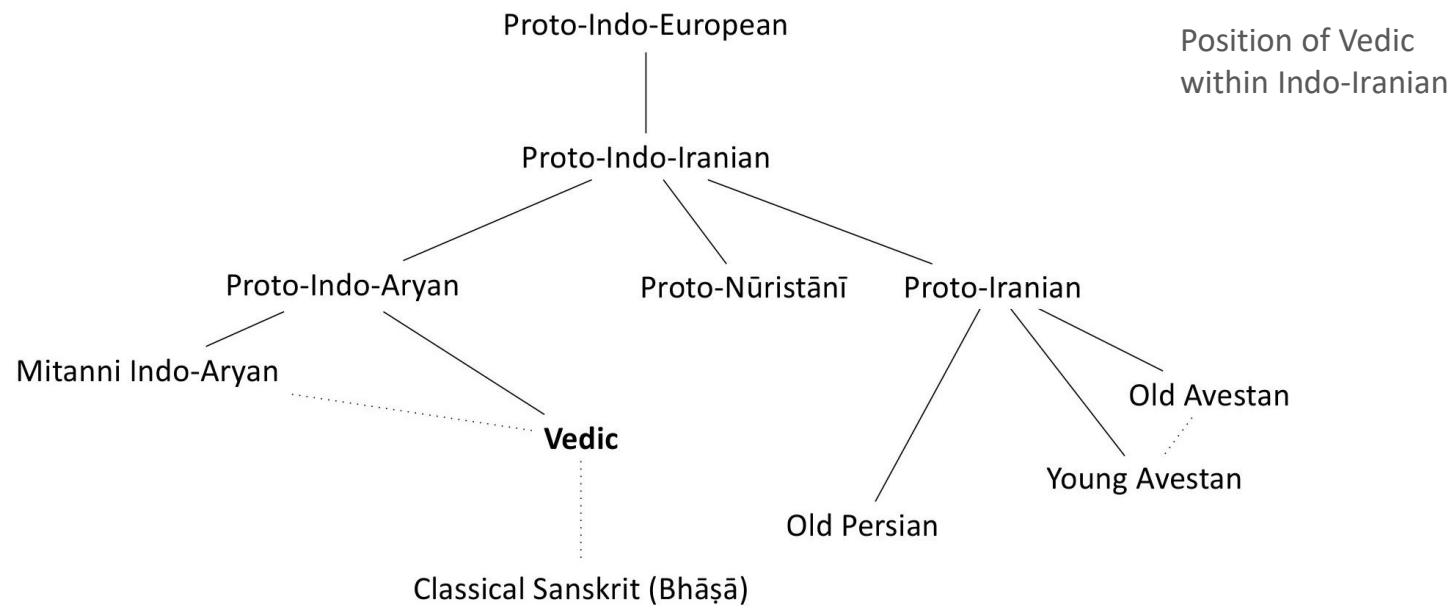 Proto-Indo-European
Position of Vedic
within Indo-Iranian
Proto-Indo-Iranian
Proto-Indo-Aryan
Proto-Nūristānī
Proto-Iranian
Mitanni Indo-Aryan
Old Avestan
Vedic
Young Avestan
Old Persian
Classical Sanskrit (Bhāṣā)